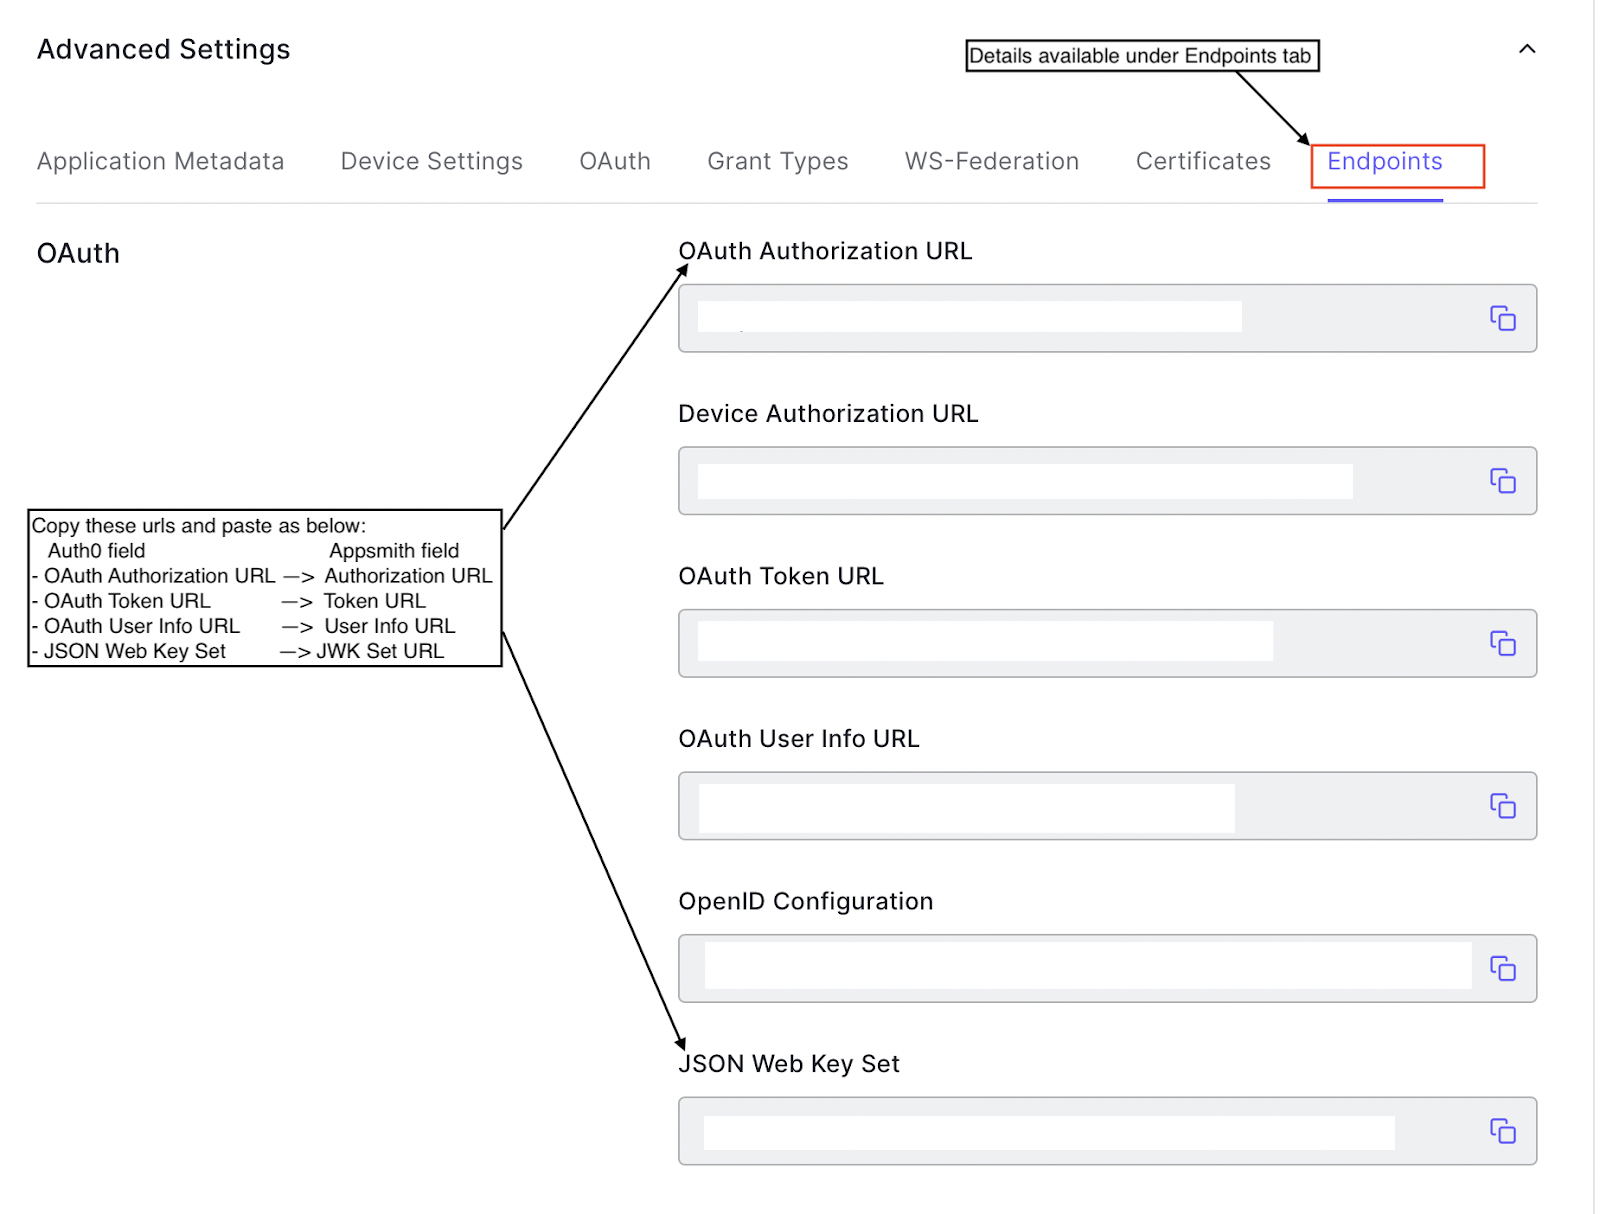 Advanced Settings
Details available under Endpoints tab
Application Metadata Device Settings OAuth Grant Types WS-Federation Certificates Endpoints
OAuth
OAuth Authorization URL
Device Authorization URL
Copy these urls and paste as below:
Auth0 field Appsmith field
- OAuth Authorization URL —> Authorization URL
- OAuth Token URL —> Token URL
- OAuth User Info URL —> User Info URL
- JSON Web Key Set —> JWK Set URL
OAuth Token URL
OAuth User Info URL
OpenID Configuration
JSON Web Key Set